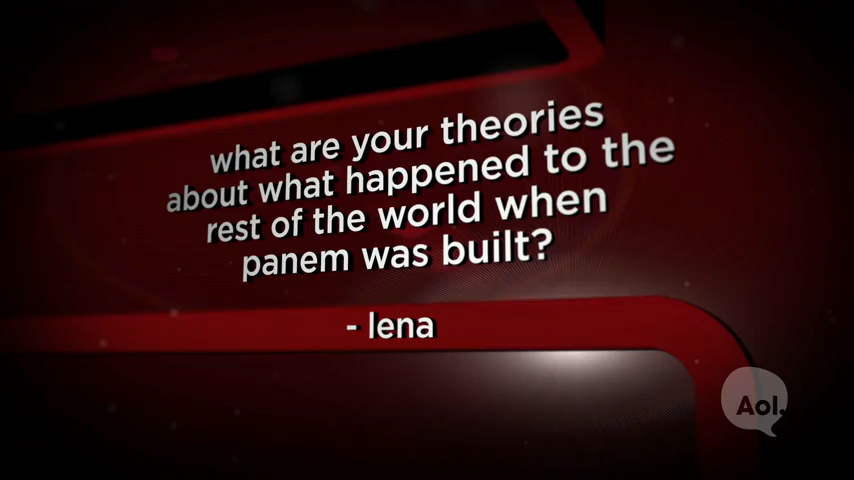 what are your theories
about what happened to the
rest of the world when
panem was built?
- lena
Aol.